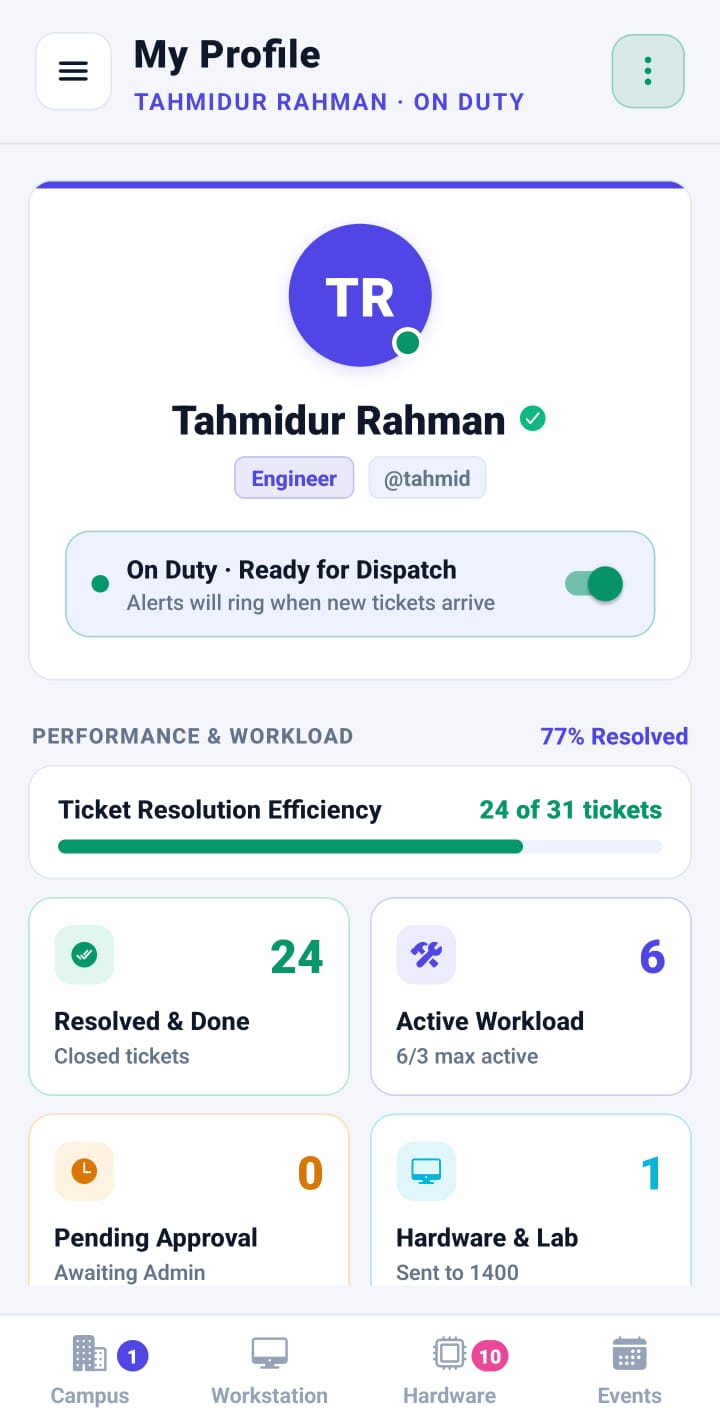 My Profile
TAHMIDUR RAHMAN · ON DUTY
TR
Tahmidur Rahman
Engineer
@tahmid
On Duty · Ready for Dispatch
Alerts will ring when new tickets arrive
PERFORMANCE & WORKLOAD
77% Resolved
Ticket Resolution Efficiency
24 of 31 tickets
24
Resolved & Done
Closed tickets
6
Active Workload
6/3 max active
0
Pending Approval
Awaiting Admin
1
Hardware & Lab
Sent to 1400
1
Campus
Workstation
10
Hardware
Events